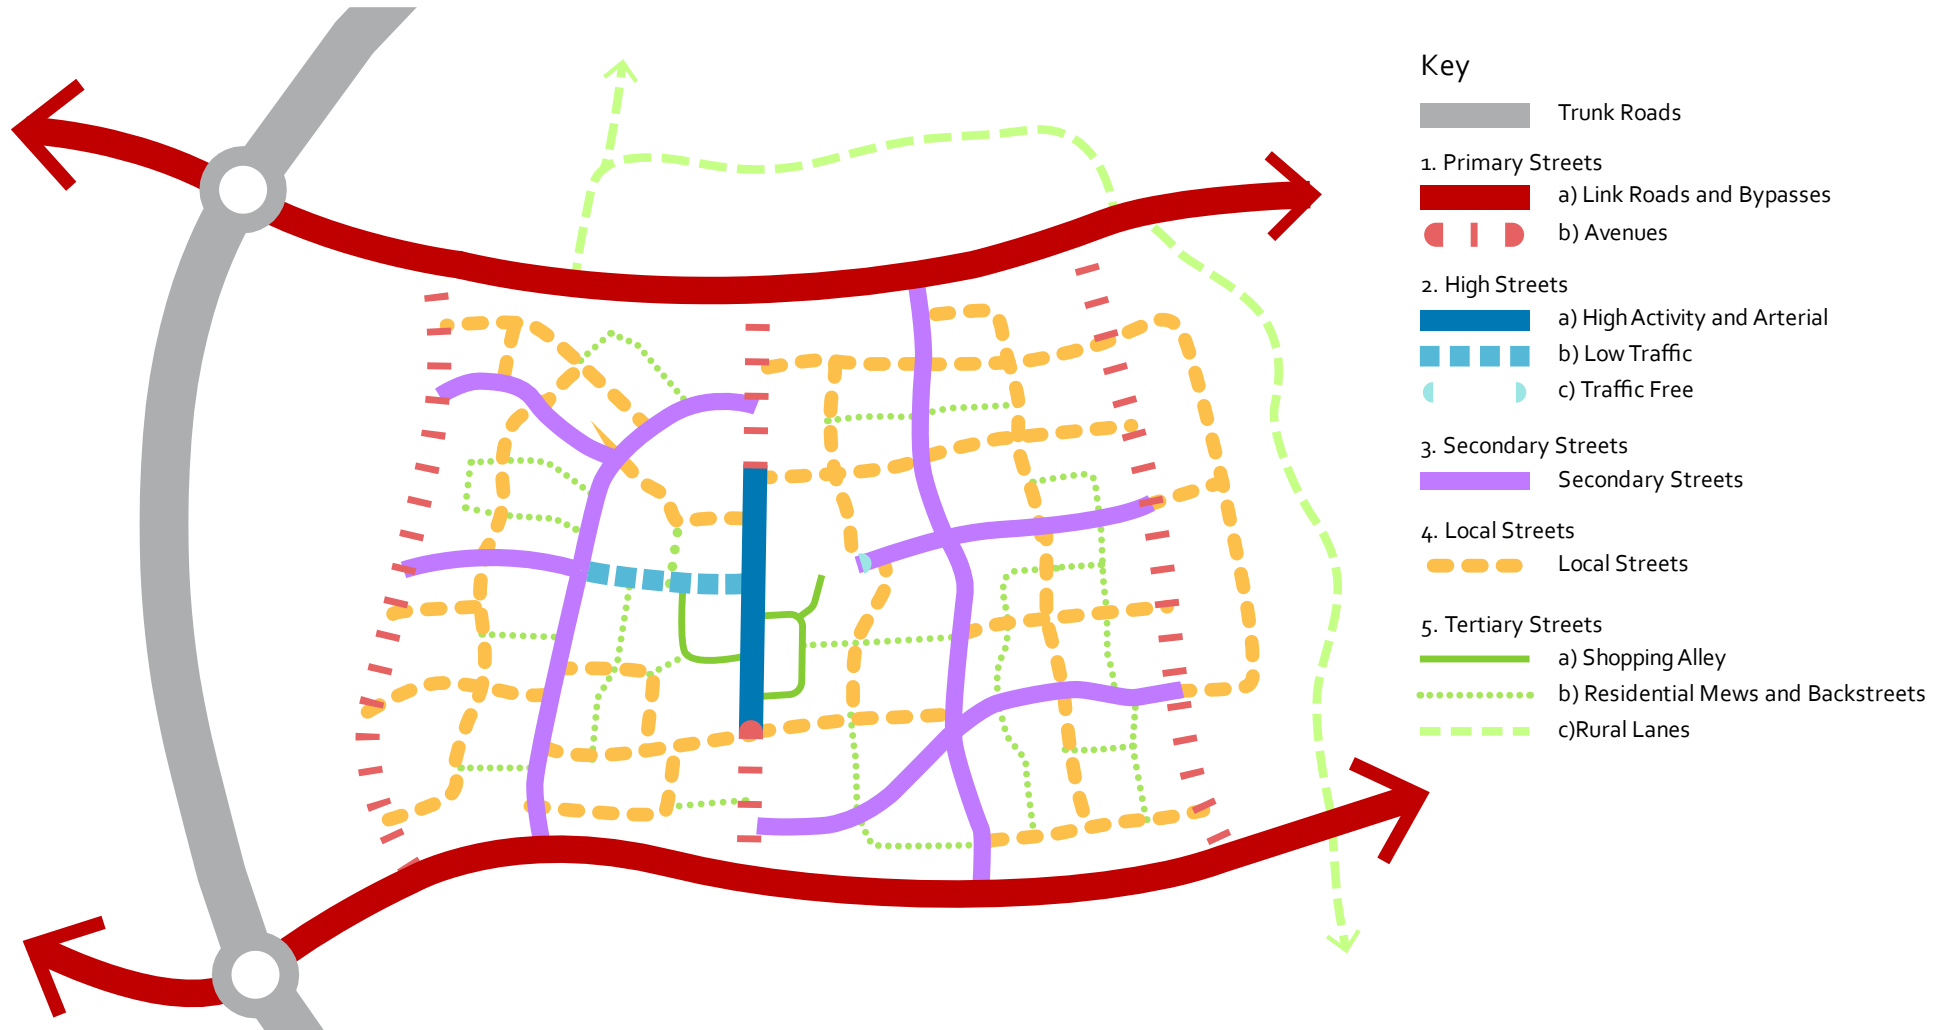 Key
Trunk Roads
1. Primary Streets
a) Link Roads and Bypasses
b) Avenues
2. High Streets
a) High Activity and Arterial
b) Low Traffic
c) Traffic Free
3. Secondary Streets
Secondary Streets
4. Local Streets
Local Streets
5. Tertiary Streets
a) Shopping Alley
b) Residential Mews and Backstreets
c)Rural Lanes